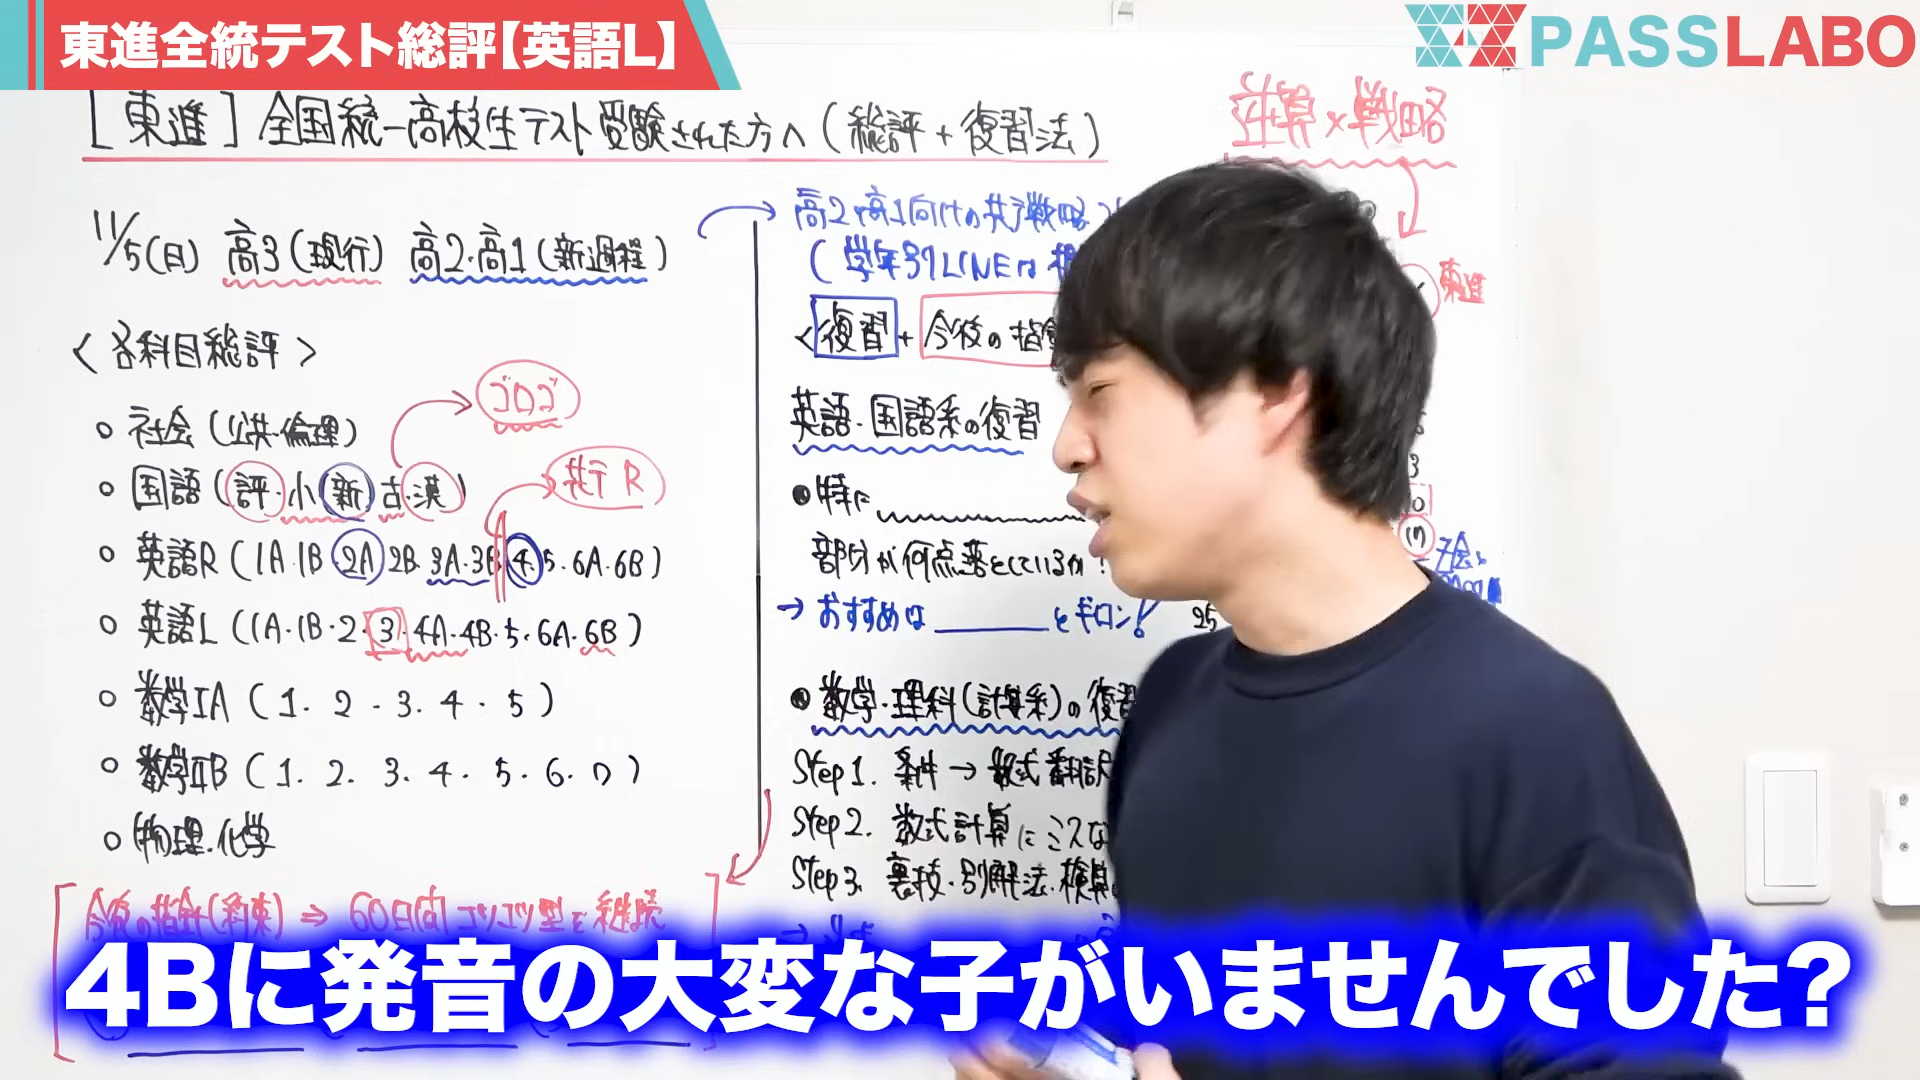 東進全統テスト総評【英語L】
PASSLABO
[東進] 全国統一高校生テスト受験された方へ (総評+復習法)
逆算×戦略
11/5(日) 高3(現行) 高2・高1(新過程)
<各科目総評>
ゴロゴ
○ 社会 (公共・倫理)
○ 国語 (評・小・新・古・漢)
共テR
○ 英語R (1A・1B・2A・2B・3A・3B・4・5・6A・6B)
○ 英語L (1A・1B・2・3・4A・4B・5・6A・6B)
○ 数学IA (1・2・3・4・5)
○ 数学ⅡB (1・2・3・4・5・6・7)
○ 物理・化学
今後の指針(約束) ⇒ 60日間コツコツ型を継続
高2・高1向けの共テ戦略
(学年別LINEは
<復習+今後の指針
英語・国語系の復習
●特に
部分が何点落としているか?
→おすすめは と ギロン!
●数学・理科(計算系)の復習
Step1. 条件→数式翻訳
Step2. 数式計算にミスな
Step3. 裏技・別解法・検算
東進
25
4Bに発音の大変な子がいませんでした?